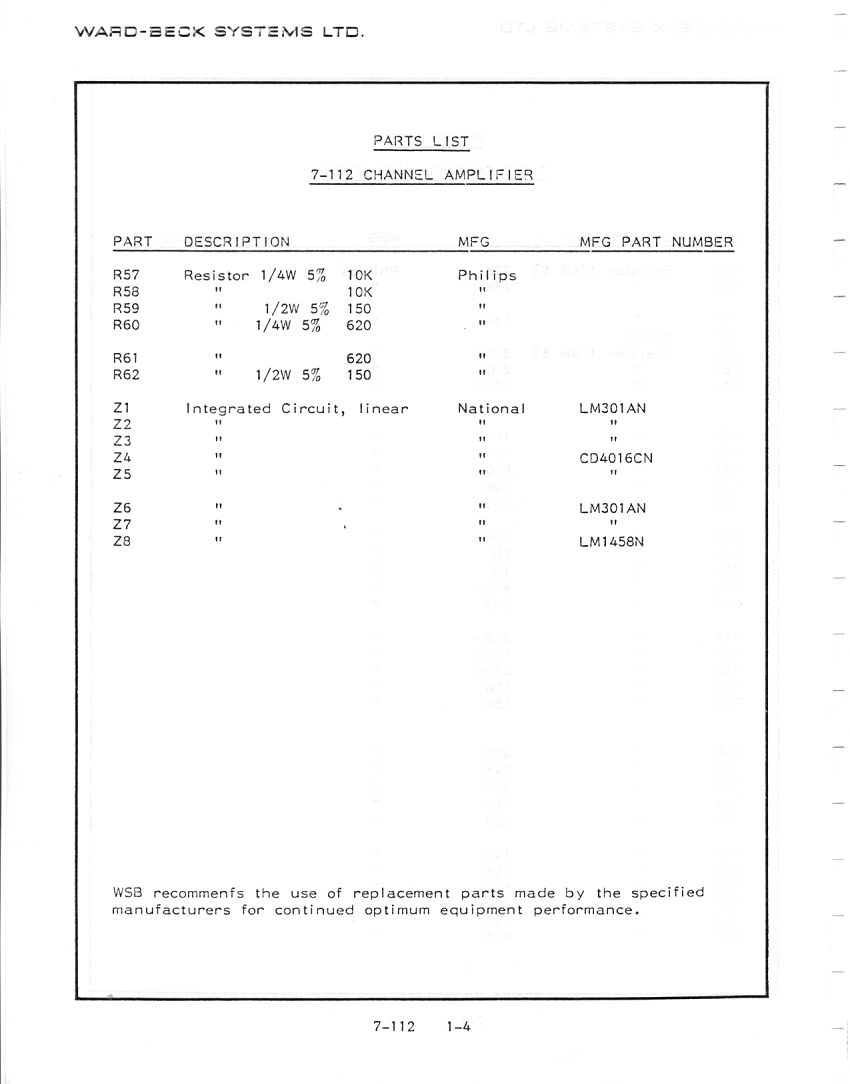 WARD-BECK SYSTEMS LTD.
PARTS LIST
7-112 CHANNEL AMPLIFIER
PART DESCRIPTION MFG MFG PART NUMBER
R57 Resistor 1/4W 5% 10K Philips
R58 " 10K "
R59 " 1/2W 5% 150 "
R60 " 1/4W 5% 620 "
R61 " 620 "
R62 " 1/2W 5% 150 "
Z1 Integrated Circuit, linear National LM301AN
Z2 " " "
Z3 " " "
Z4 " " CD4016CN
Z5 " " "
Z6 " " LM301AN
Z7 " " "
Z8 " " LM1458N
WSB recommenfs the use of replacement parts made by the specified
manufacturers for continued optimum equipment performance.
7-112 1-4